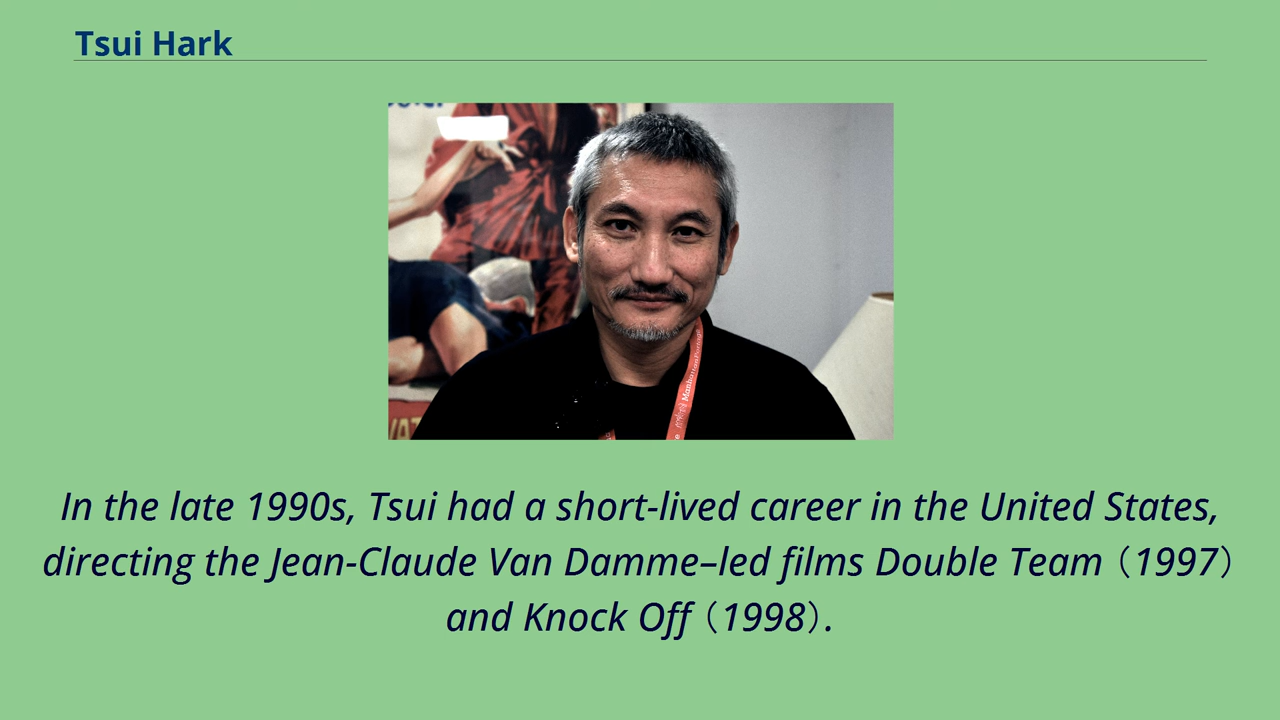 Tsui Hark
In the late 1990s, Tsui had a short-lived career in the United States,
directing the Jean-Claude Van Damme–led films Double Team（1997）
and Knock Off（1998）.